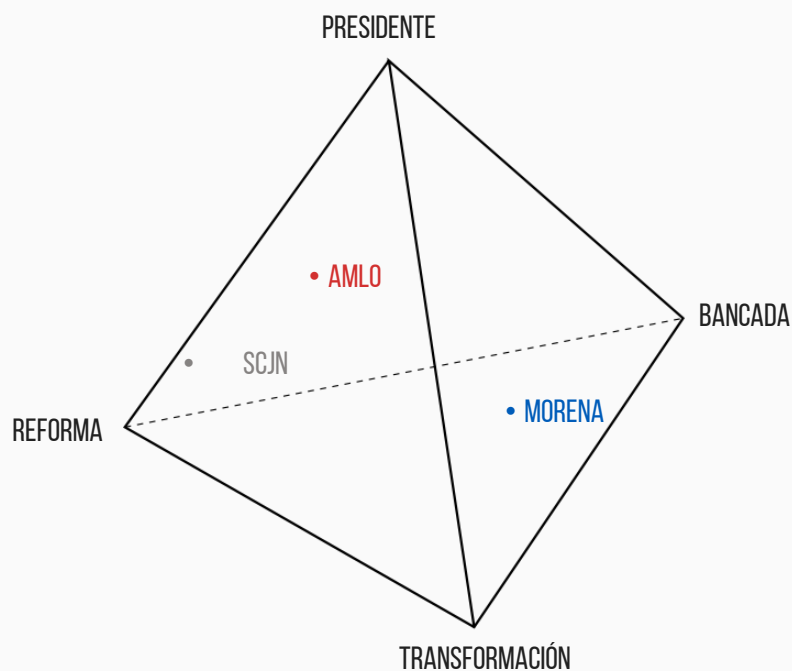 PRESIDENTE
AMLO
BANCADA
SCJN
MORENA
REFORMA
TRANSFORMACIÓN